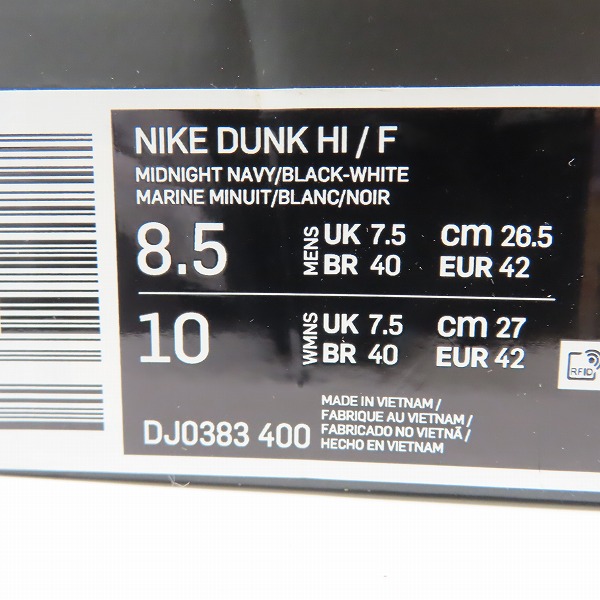 NIKE DUNK HI / F
MIDNIGHT NAVY/BLACK-WHITE
MARINE MINUIT/BLANC/NOIR
8.5 MENS UK 7.5 cm 26.5
BR 40 EUR 42
10 WMNS UK 7.5 cm 27
BR 40 EUR 42
RFID
DJ0383 400
MADE IN VIETNAM /
FABRIQUE AU VIETNAM /
FABRICADO NO VIETNÃ /
HECHO EN VIETNAM